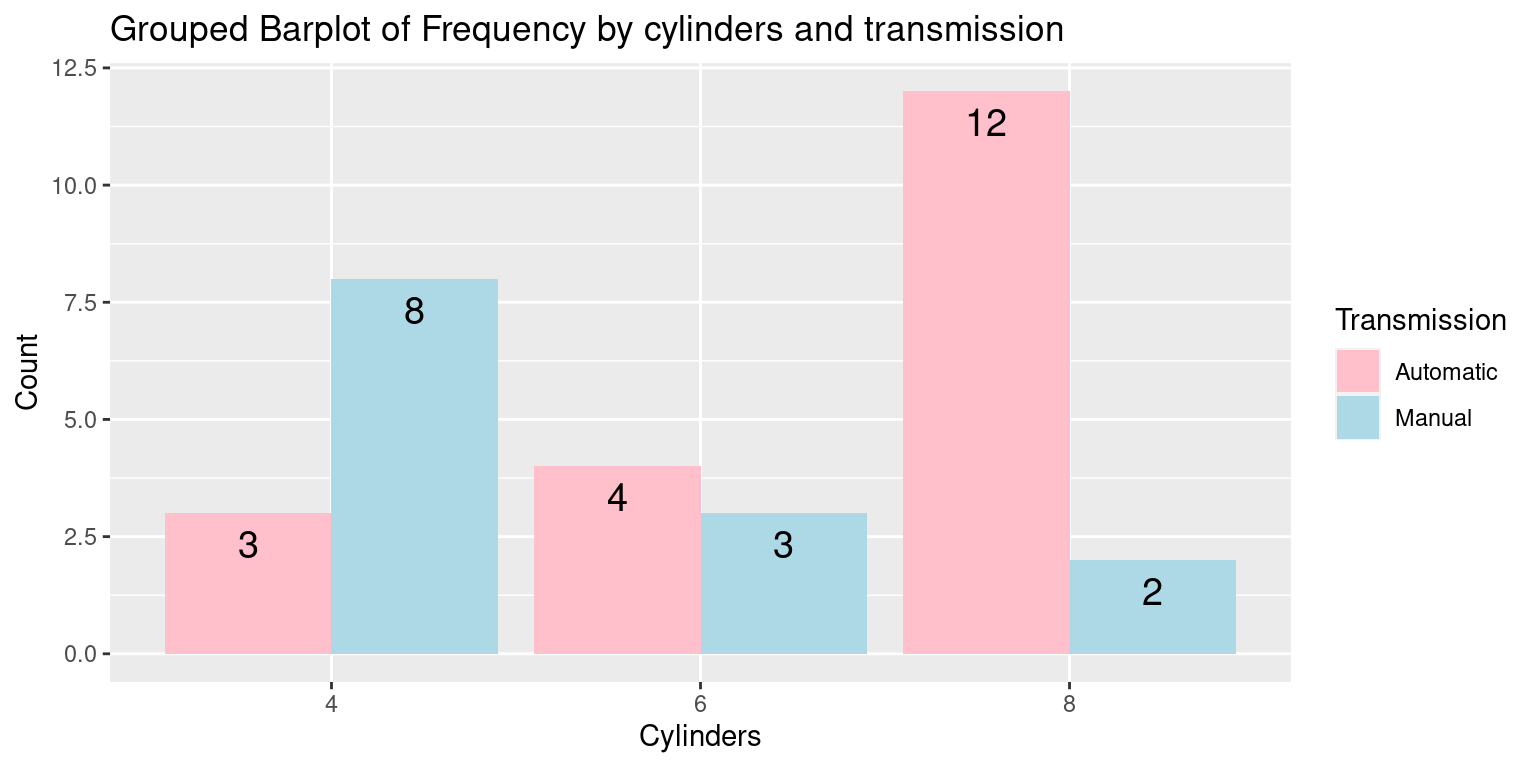 Grouped Barplot of Frequency by cylinders and transmission
12.5
10.0
7.5
5.0
2.5
0.0
Count
3
8
4
3
12
2
4
6
8
Cylinders
Transmission
Automatic
Manual